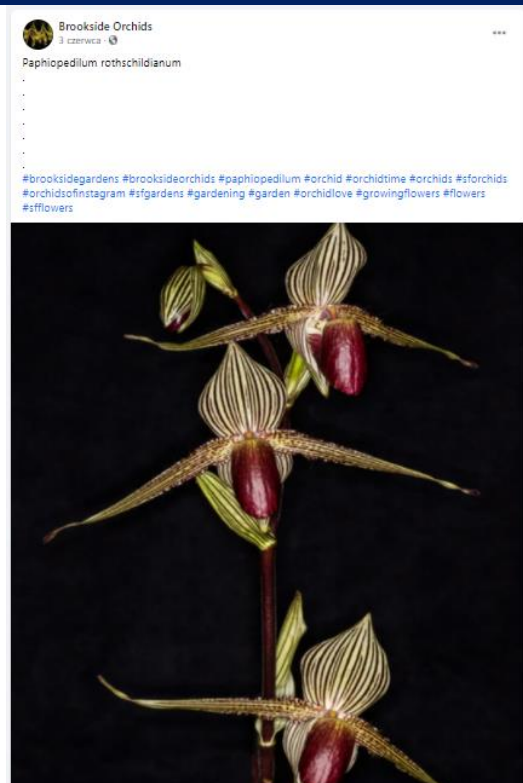 Brookside Orchids
3 czerwca ·
Paphiopedilum rothschildianum
.
.
.
.
.
.
.
#brooksidegardens #brooksideorchids #paphiopedilum #orchid #orchidtime #orchids #sforchids
#orchidsofinstagram #sfgardens #gardening #garden #orchidlove #growingflowers #flowers
#sfflowers